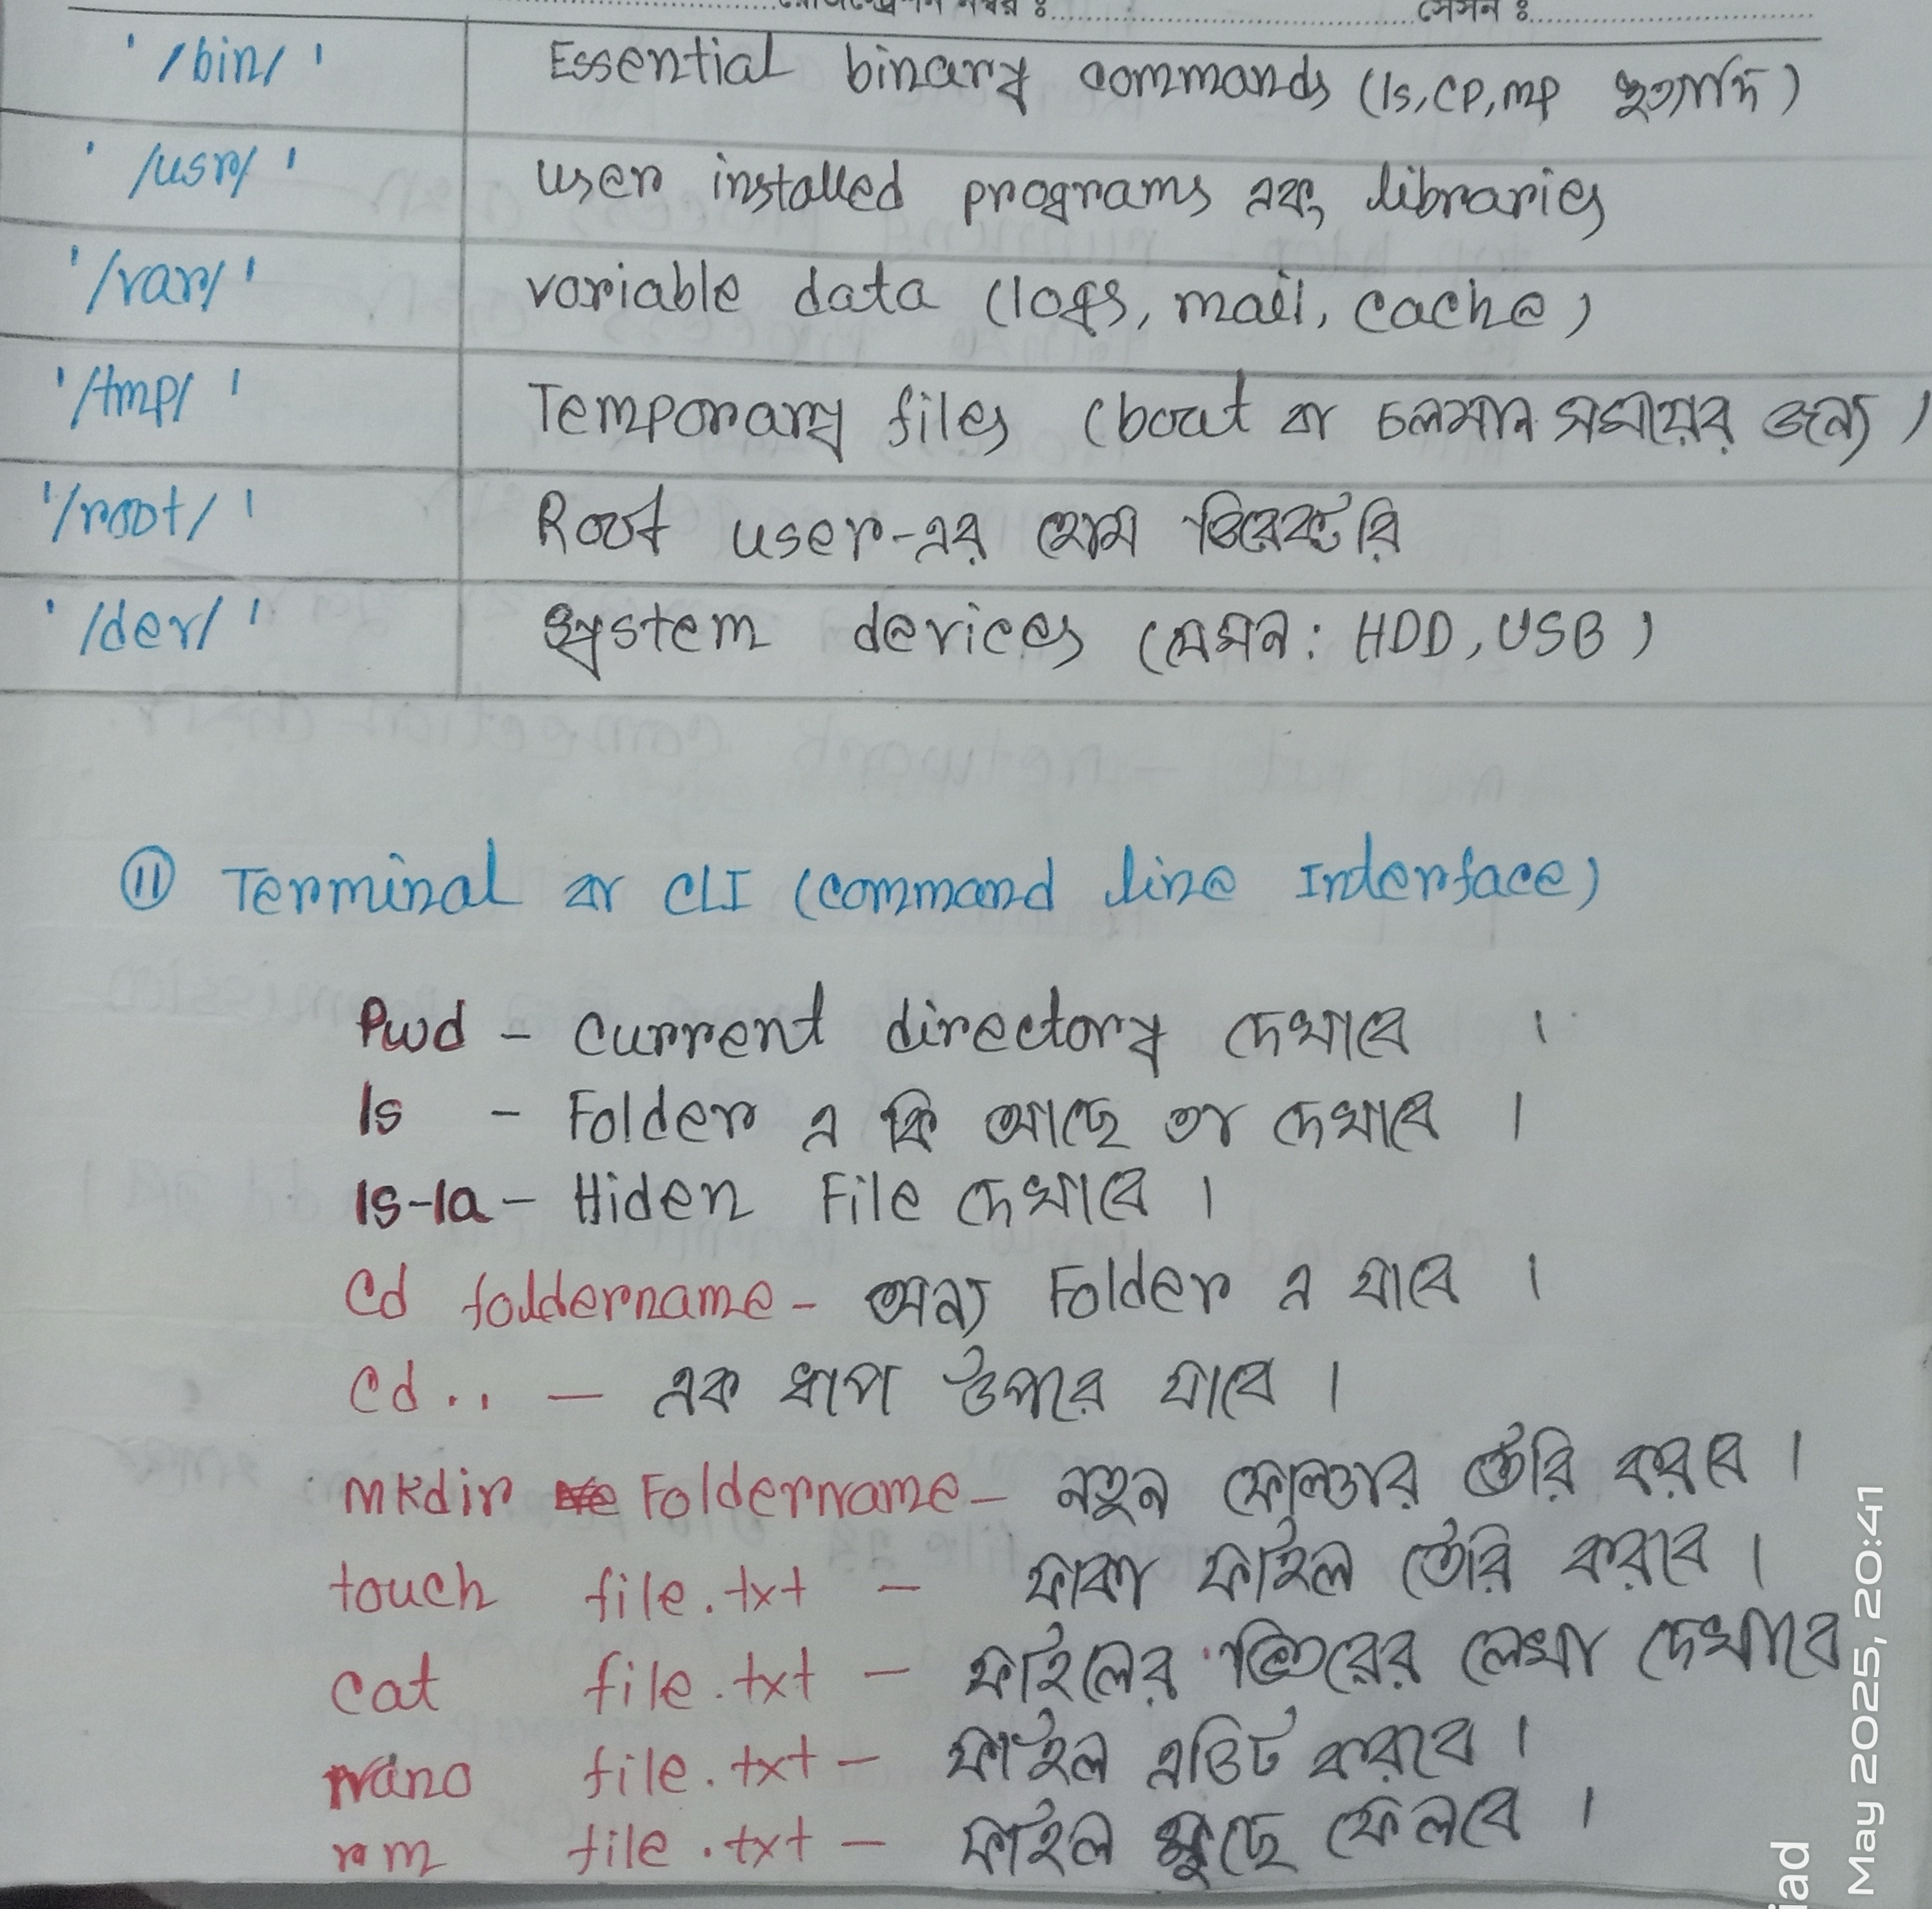 সেসন ঃ
'/bin/' Essential binary commands (ls, cp, mp ইত্যাদি)
'/usr/' user installed programs এবং libraries
'/var/' variable data (logs, mail, cache)
'/tmp/' Temporary files (boot বা চলমান সময়ের জন্য)
'/root/' Root user-এর হোম ডিরেক্টরি
'/dev/' System devices (যেমন: HDD, USB)
⑪ Terminal বা CLI (command line Interface)
Pwd - current directory দেখাবে ।
ls - Folder এ কি আছে তা দেখাবে ।
ls-la - Hiden File দেখাবে ।
cd foldername - অন্য Folder এ যাবে ।
cd .. - এক ধাপ উপরে যাবে ।
mkdir Foldername - নতুন ফোল্ডার তৈরি করবে ।
touch file.txt - ফাকা ফাইল তৈরি করবে ।
cat file.txt - ফাইলের ভিতরের লেখা দেখাবে
nano file.txt - ফাইল এডিট করবে ।
rm file.txt - ফাইল মুছে ফেলবে ।
iad
May 2025, 20:41